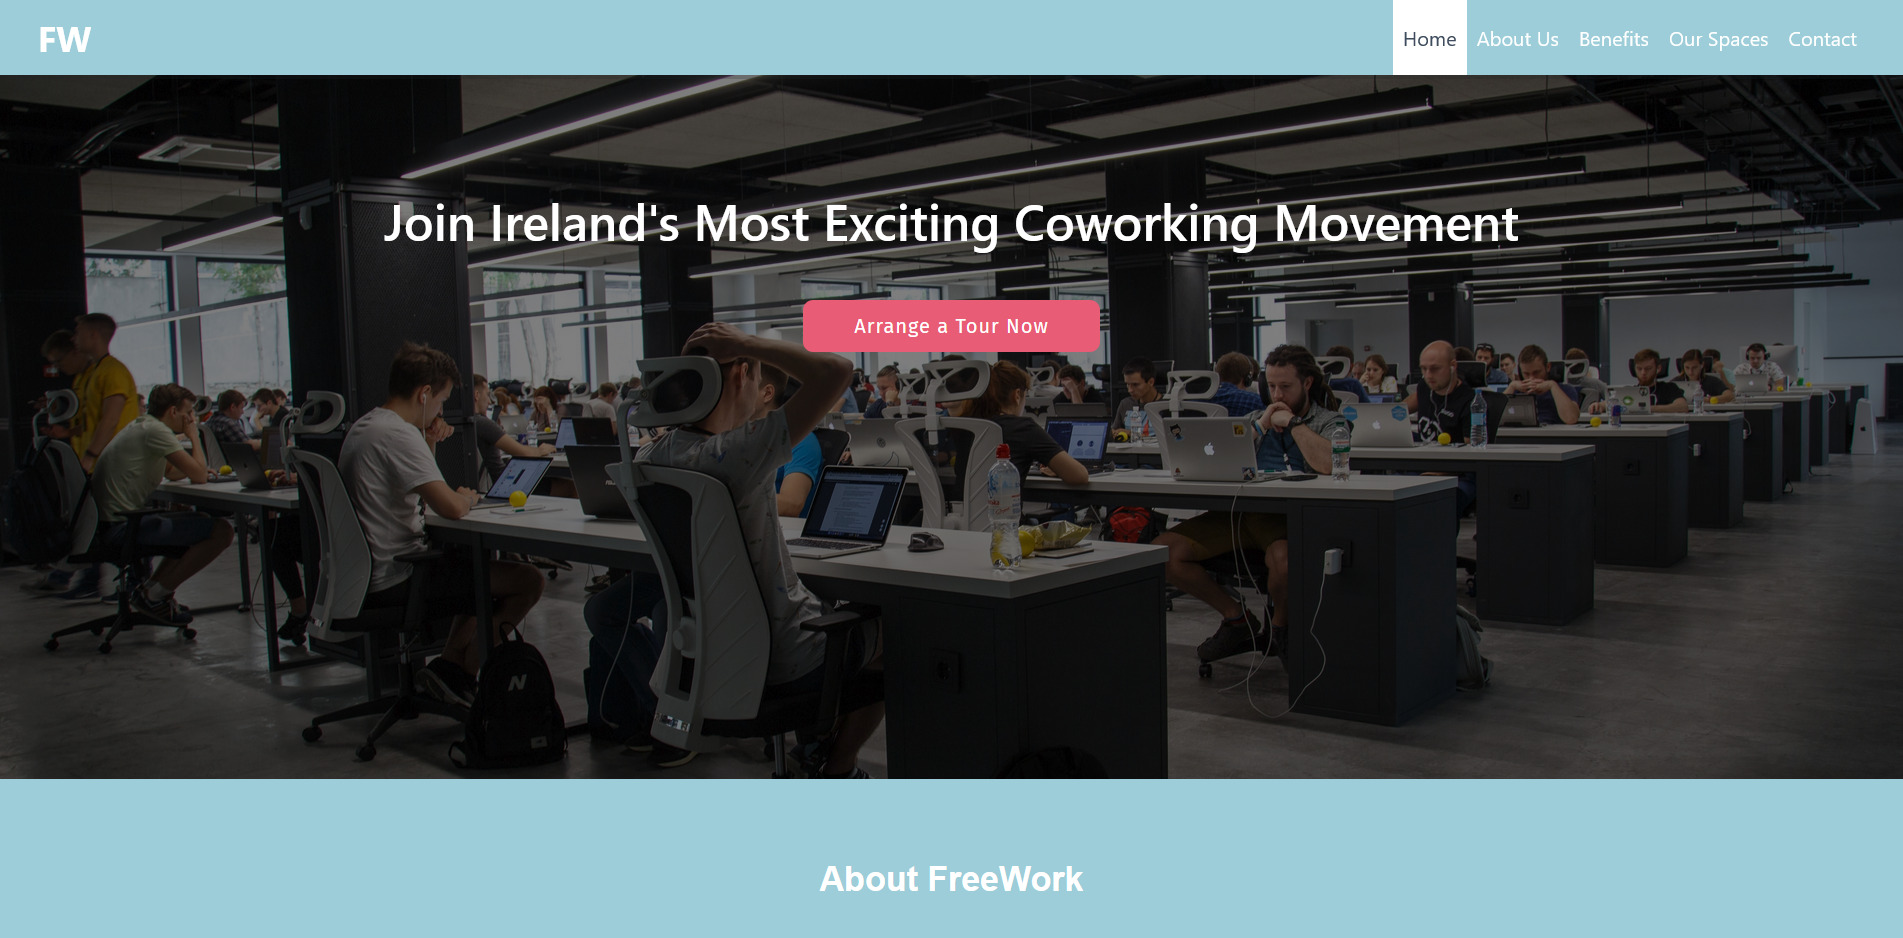 FW
Home About Us Benefits Our Spaces Contact
Join Ireland's Most Exciting Coworking Movement
Arrange a Tour Now
About FreeWork